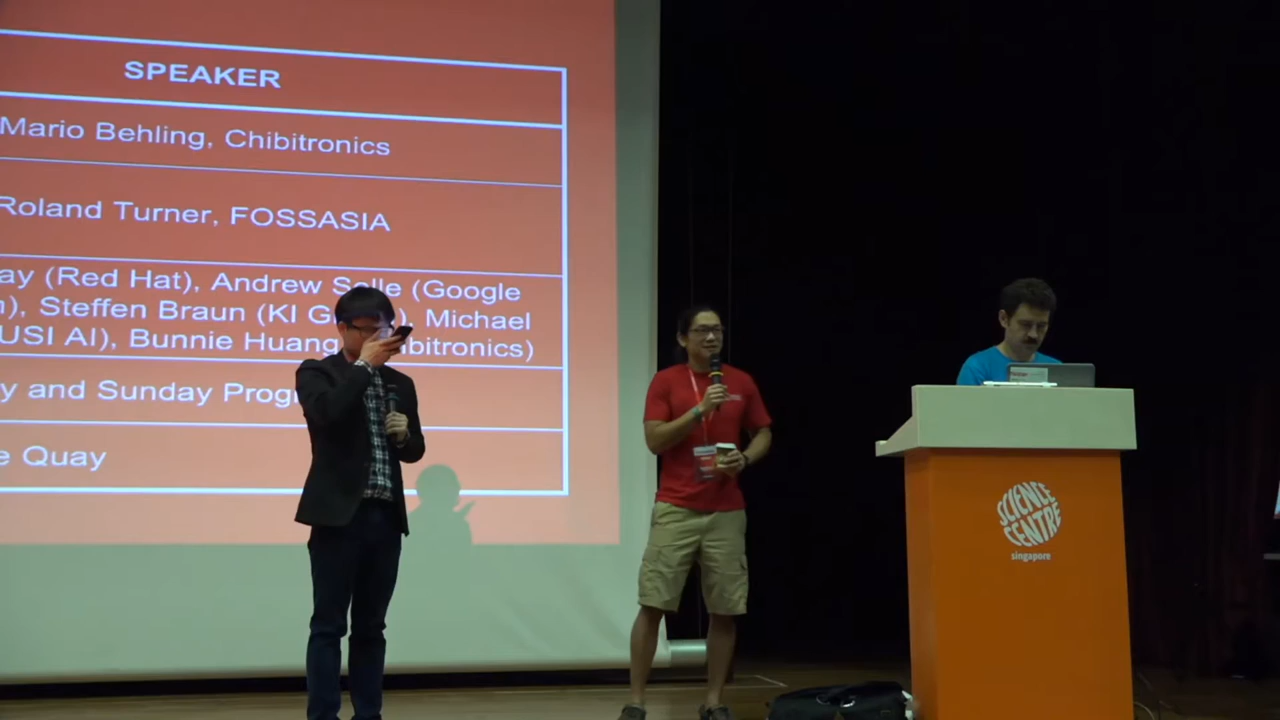 SPEAKER
Mario Behling, Chibitronics
Roland Turner, FOSSASIA
ay (Red Hat), Andrew Selle (Google
), Steffen Braun (KI G), Michael
USI AI), Bunnie Huang bitronics)
y and Sunday Prog
e Quay
SCIENCE
CENTRE
singapore